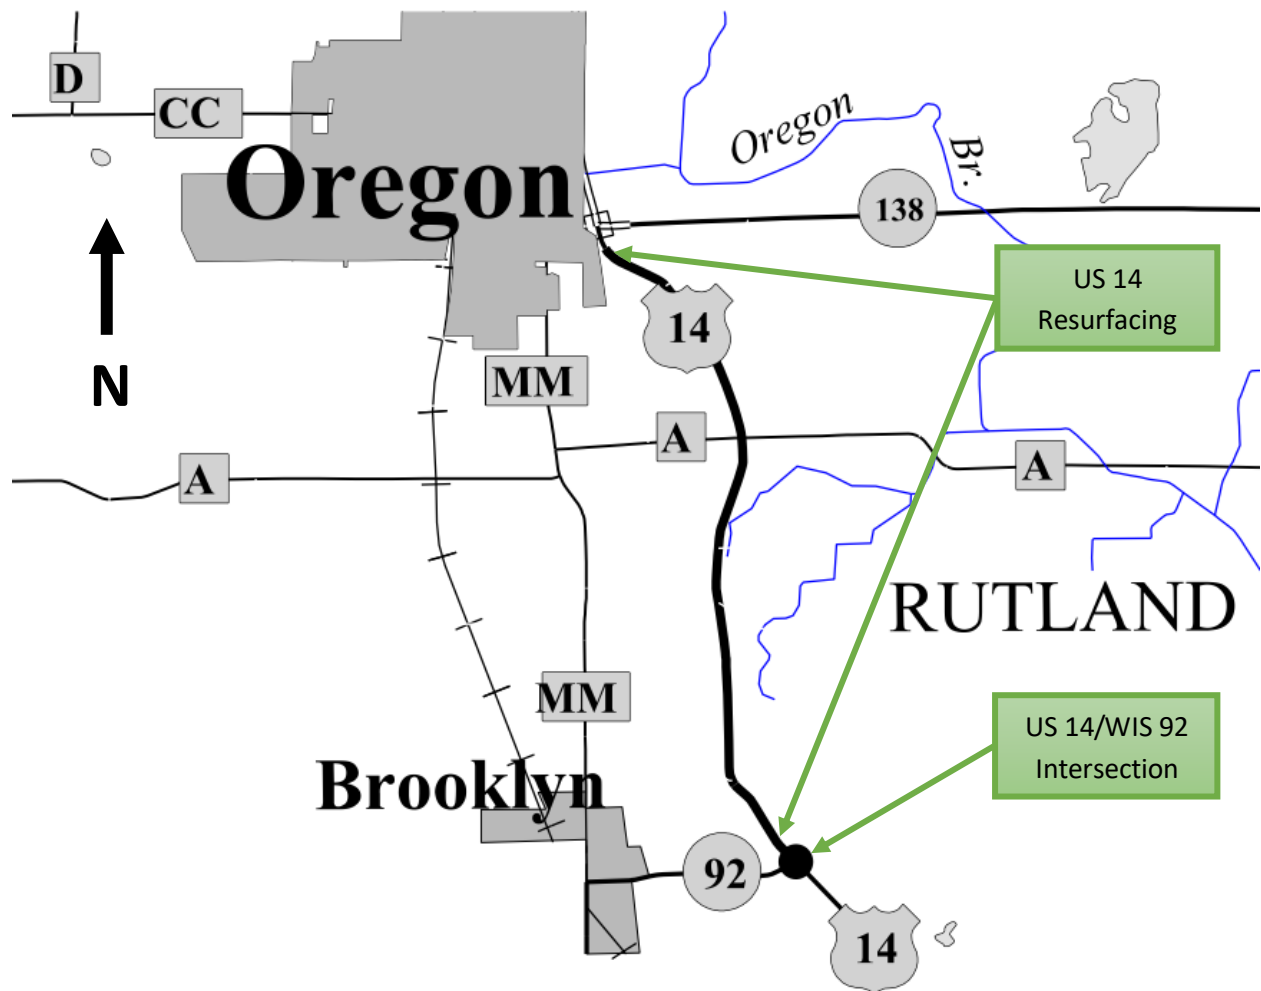 D
CC
Oregon
Oregon
Br.
138
N
US 14
Resurfacing
14
MM
A
A
A
RUTLAND
MM
Brooklyn
US 14/WIS 92
Intersection
92
14